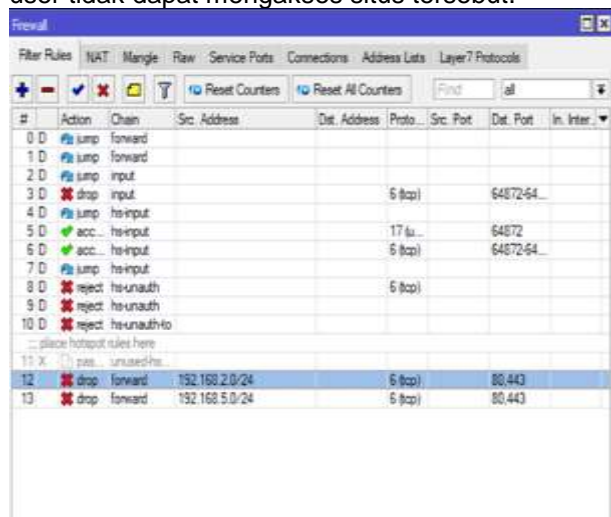 user tidak dapat mengakses situs tersebut.
Firewall
Filter Rules NAT Mangle Raw Service Ports Connections Address Lists Layer7 Protocols
Reset Counters Reset All Counters Find all
# Action Chain Src. Address Dst. Address Proto... Src. Port Dst. Port In. Inter...
0 D jump forward
1 D jump forward
2 D jump input
3 D drop input 6 (tcp) 64872-64...
4 D jump hs-input
5 D acc... hs-input 17 (u... 64872
6 D acc... hs-input 6 (tcp) 64872-64...
7 D jump hs-input
8 D reject hs-unauth 6 (tcp)
9 D reject hs-unauth
10 D reject hs-unauth-to
::: place hotspot rules here
11 X pas... unused-hs...
12 drop forward 192.168.2.0/24 6 (tcp) 80,443
13 drop forward 192.168.5.0/24 6 (tcp) 80,443